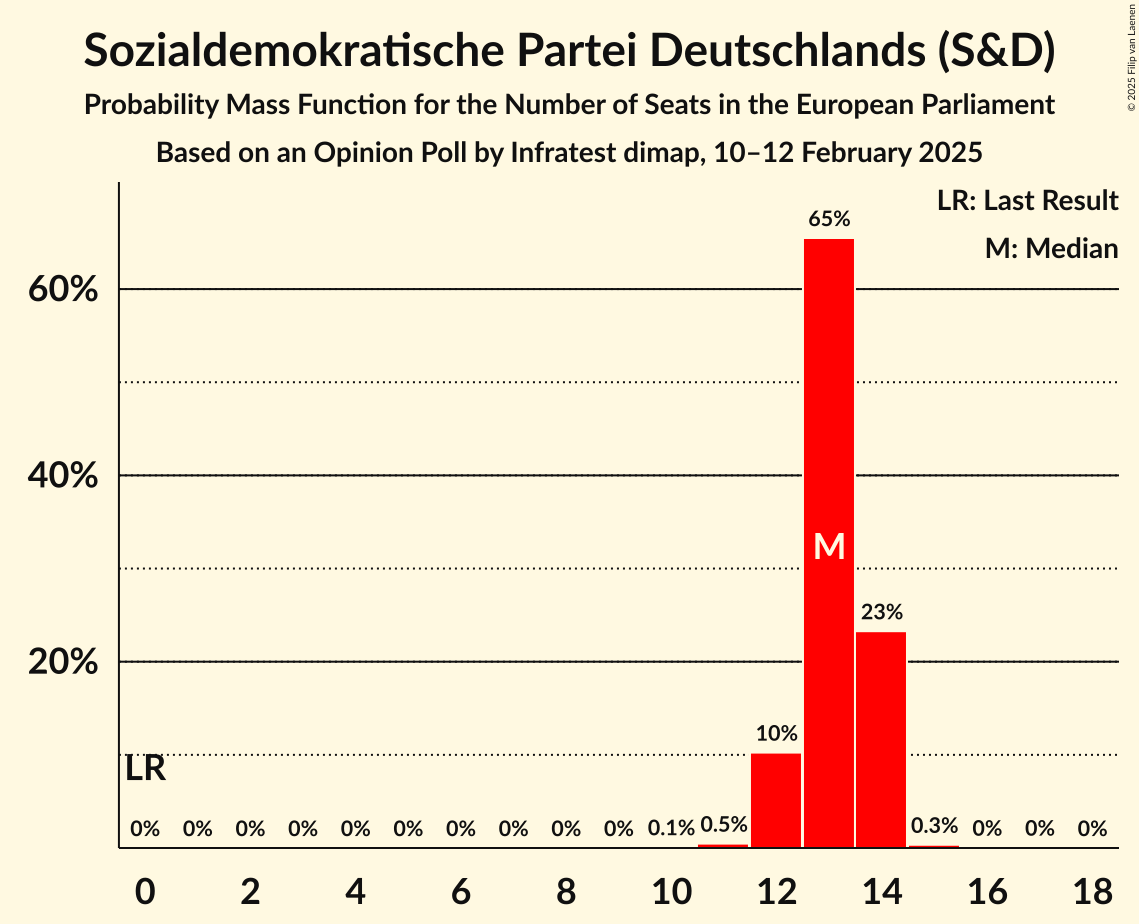 Sozialdemokratische Partei Deutschlands (S&D)
Probability Mass Function for the Number of Seats in the European Parliament
Based on an Opinion Poll by Infratest dimap, 10–12 February 2025
© 2025 Filip van Laenen
LR: Last Result
M: Median
65%
60%
40%
M
23%
20%
10%
LR
0% 0% 0% 0% 0% 0% 0% 0% 0% 0% 0.1% 0.5% 0.3% 0% 0% 0%
0 2 4 6 8 10 12 14 16 18